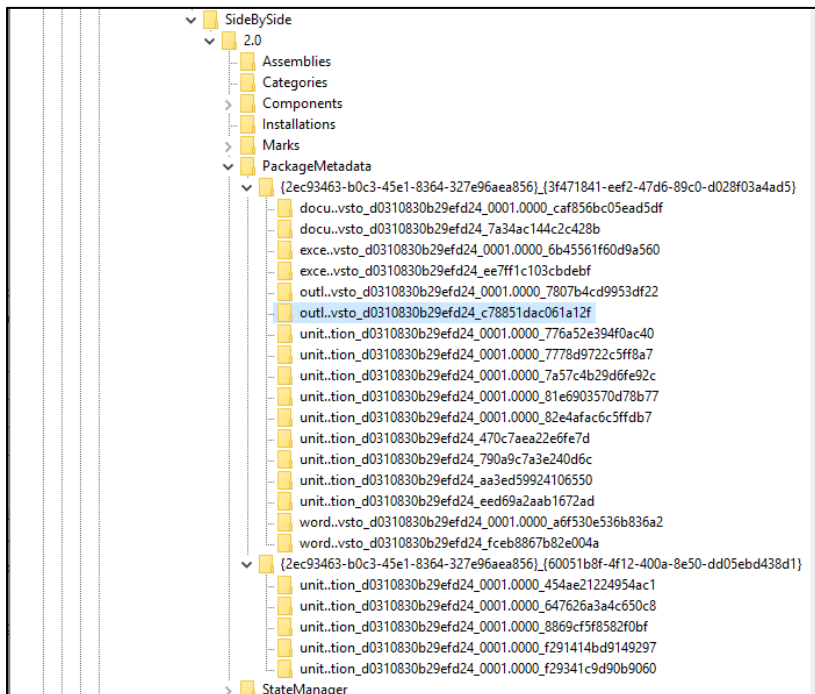 SideBySide
2.0
Assemblies
Categories
Components
Installations
Marks
PackageMetadata
{2ec93463-b0c3-45e1-8364-327e96aea856}_{3f471841-eef2-47d6-89c0-d028f03a4ad5}
docu..vsto_d0310830b29efd24_0001.0000_caf856bc05ead5df
docu..vsto_d0310830b29efd24_7a34ac144c2c428b
exce..vsto_d0310830b29efd24_0001.0000_6b45561f60d9a560
exce..vsto_d0310830b29efd24_ee7ff1c103cbdebf
outl..vsto_d0310830b29efd24_0001.0000_7807b4cd9953df22
outl..vsto_d0310830b29efd24_c78851dac061a12f
unit..tion_d0310830b29efd24_0001.0000_776a52e394f0ac40
unit..tion_d0310830b29efd24_0001.0000_7778d9722c5ff8a7
unit..tion_d0310830b29efd24_0001.0000_7a57c4b29d6fe92c
unit..tion_d0310830b29efd24_0001.0000_81e6903570d78b77
unit..tion_d0310830b29efd24_0001.0000_82e4afac6c5ffdb7
unit..tion_d0310830b29efd24_470c7aea22e6fe7d
unit..tion_d0310830b29efd24_790a9c7a3e240d6c
unit..tion_d0310830b29efd24_aa3ed59924106550
unit..tion_d0310830b29efd24_eed69a2aab1672ad
word..vsto_d0310830b29efd24_0001.0000_a6f530e536b836a2
word..vsto_d0310830b29efd24_fceb8867b82e004a
{2ec93463-b0c3-45e1-8364-327e96aea856}_{60051b8f-4f12-400a-8e50-dd05ebd438d1}
unit..tion_d0310830b29efd24_0001.0000_454ae21224954ac1
unit..tion_d0310830b29efd24_0001.0000_647626a3a4c650c8
unit..tion_d0310830b29efd24_0001.0000_8869cf5f8582f0bf
unit..tion_d0310830b29efd24_0001.0000_f291414bd9149297
unit..tion_d0310830b29efd24_0001.0000_f29341c9d90b9060
StateManager